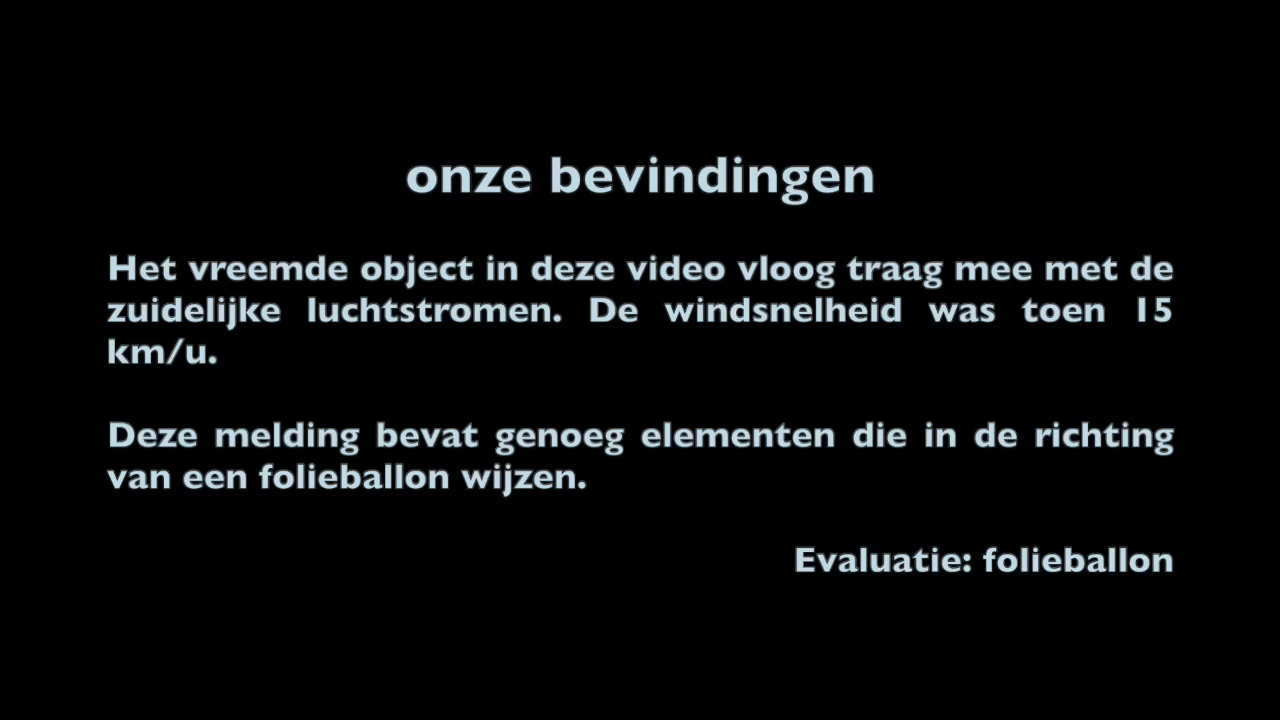 onze bevindingen
Het vreemde object in deze video vloog traag mee met de
zuidelijke luchtstromen. De windsnelheid was toen 15
km/u.
Deze melding bevat genoeg elementen die in de richting
van een folieballon wijzen.
Evaluatie: folieballon